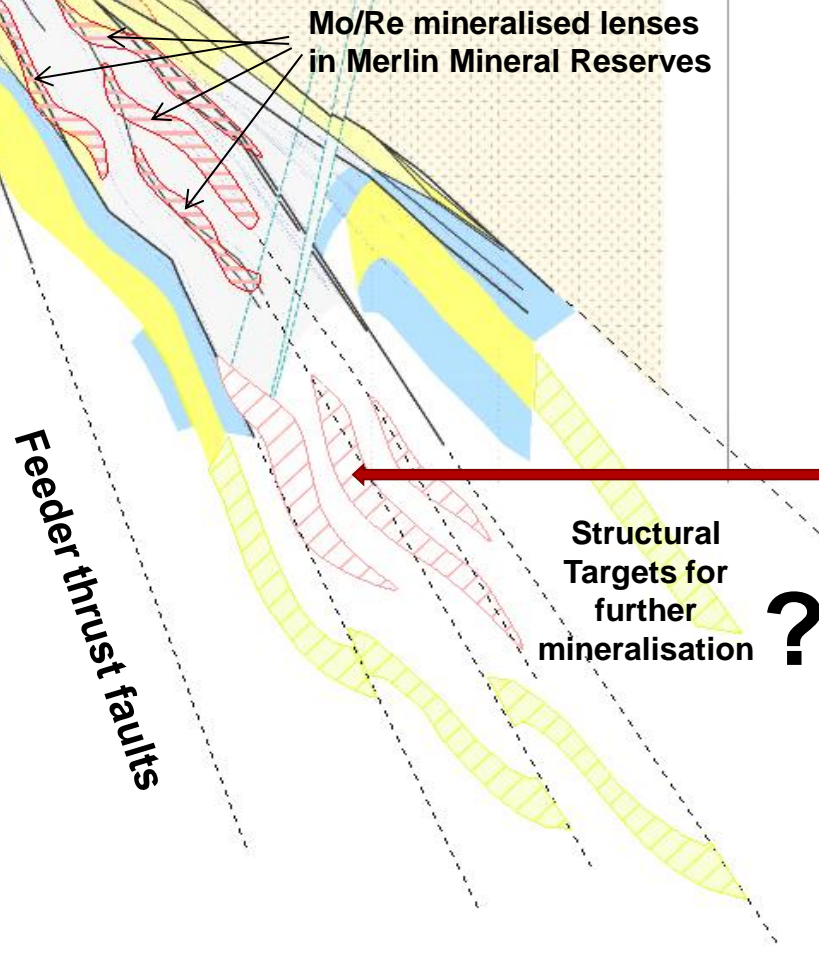 Mo/Re mineralised lenses
in Merlin Mineral Reserves
Feeder thrust faults
Structural
Targets for
further
mineralisation
?